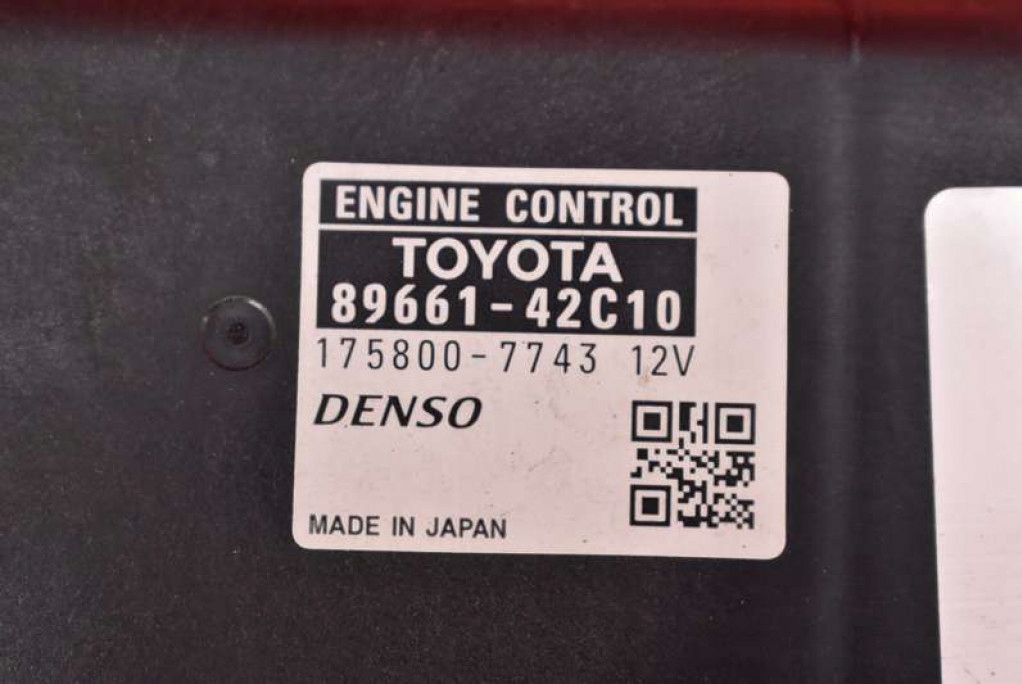 ENGINE CONTROL
TOYOTA
89661-42C10
175800-7743 12V
DENSO
MADE IN JAPAN